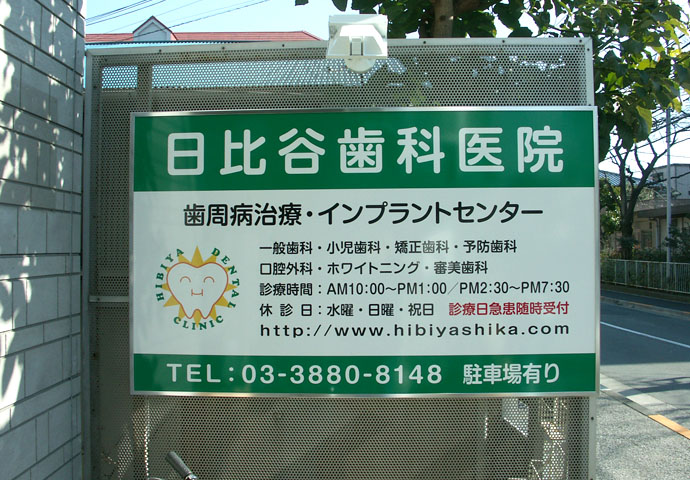 日比谷歯科医院
歯周病治療・インプラントセンター
HIBIYA DENTAL
CLINIC
一般歯科・小児歯科・矯正歯科・予防歯科
口腔外科・ホワイトニング・審美歯科
診療時間：AM10:00～PM1:00／PM2:30～PM7:30
休診日：水曜・日曜・祝日 診療日急患随時受付
http://www.hibiyashika.com
TEL：03-3880-8148 駐車場有り